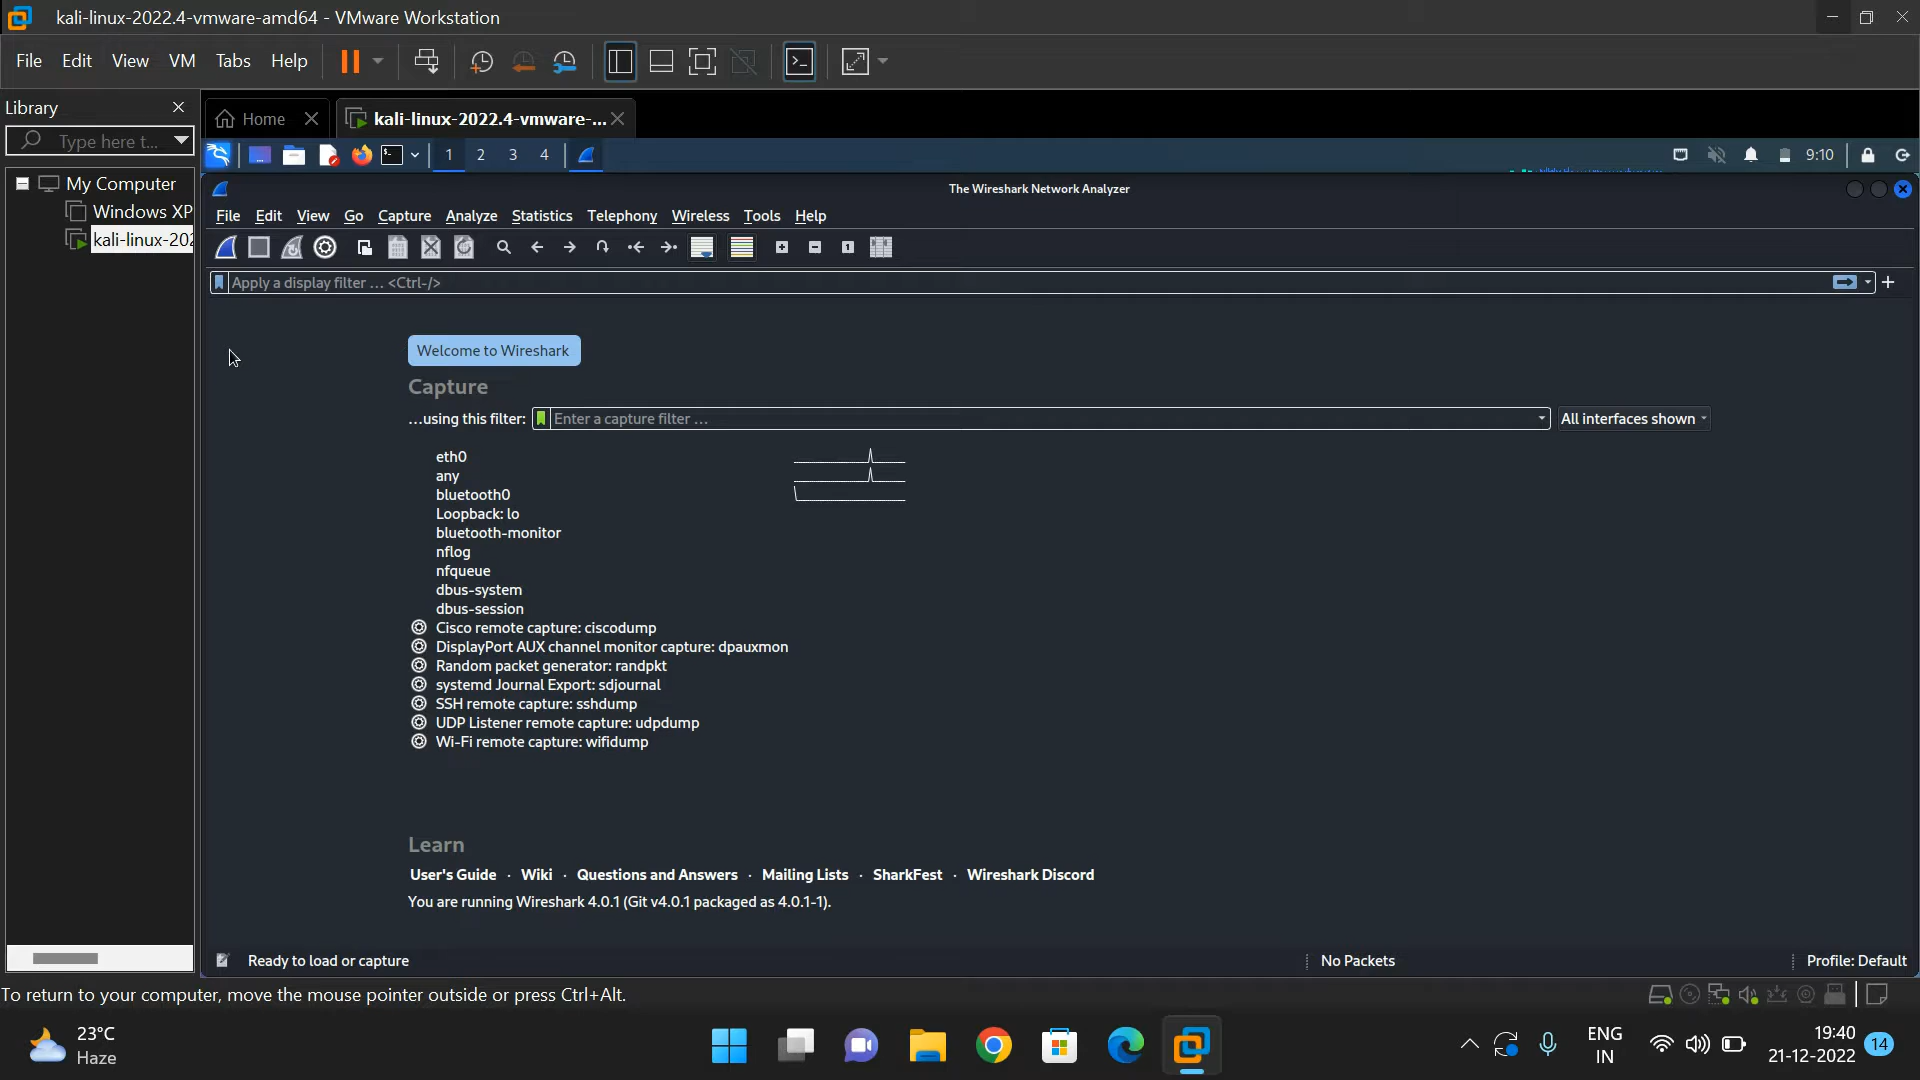 kali-linux-2022.4-vmware-amd64 - VMware Workstation
File Edit View VM Tabs Help
Library
Type here t...
My Computer
Windows XP
kali-linux-202
Home
kali-linux-2022.4-vmware-...
1 2 3 4
9:10
The Wireshark Network Analyzer
File Edit View Go Capture Analyze Statistics Telephony Wireless Tools Help
Apply a display filter ... <Ctrl-/>
Welcome to Wireshark
Capture
...using this filter: Enter a capture filter ... All interfaces shown
eth0
any
bluetooth0
Loopback: lo
bluetooth-monitor
nflog
nfqueue
dbus-system
dbus-session
Cisco remote capture: ciscodump
DisplayPort AUX channel monitor capture: dpauxmon
Random packet generator: randpkt
systemd Journal Export: sdjournal
SSH remote capture: sshdump
UDP Listener remote capture: udpdump
Wi-Fi remote capture: wifidump
Learn
User's Guide · Wiki · Questions and Answers · Mailing Lists · SharkFest · Wireshark Discord
You are running Wireshark 4.0.1 (Git v4.0.1 packaged as 4.0.1-1).
Ready to load or capture No Packets Profile: Default
To return to your computer, move the mouse pointer outside or press Ctrl+Alt.
23°C
Haze
ENG
IN
19:40
21-12-2022
14